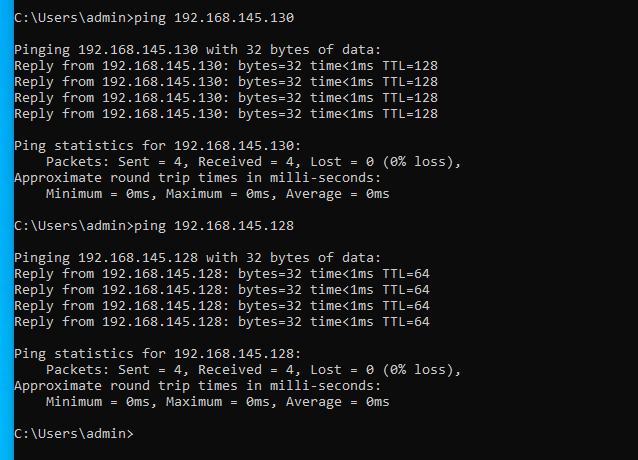 C:\Users\admin>ping 192.168.145.130
Pinging 192.168.145.130 with 32 bytes of data:
Reply from 192.168.145.130: bytes=32 time<1ms TTL=128
Reply from 192.168.145.130: bytes=32 time<1ms TTL=128
Reply from 192.168.145.130: bytes=32 time<1ms TTL=128
Reply from 192.168.145.130: bytes=32 time<1ms TTL=128
Ping statistics for 192.168.145.130:
    Packets: Sent = 4, Received = 4, Lost = 0 (0% loss),
Approximate round trip times in milli-seconds:
    Minimum = 0ms, Maximum = 0ms, Average = 0ms
C:\Users\admin>ping 192.168.145.128
Pinging 192.168.145.128 with 32 bytes of data:
Reply from 192.168.145.128: bytes=32 time<1ms TTL=64
Reply from 192.168.145.128: bytes=32 time<1ms TTL=64
Reply from 192.168.145.128: bytes=32 time<1ms TTL=64
Reply from 192.168.145.128: bytes=32 time<1ms TTL=64
Ping statistics for 192.168.145.128:
    Packets: Sent = 4, Received = 4, Lost = 0 (0% loss),
Approximate round trip times in milli-seconds:
    Minimum = 0ms, Maximum = 0ms, Average = 0ms
C:\Users\admin>